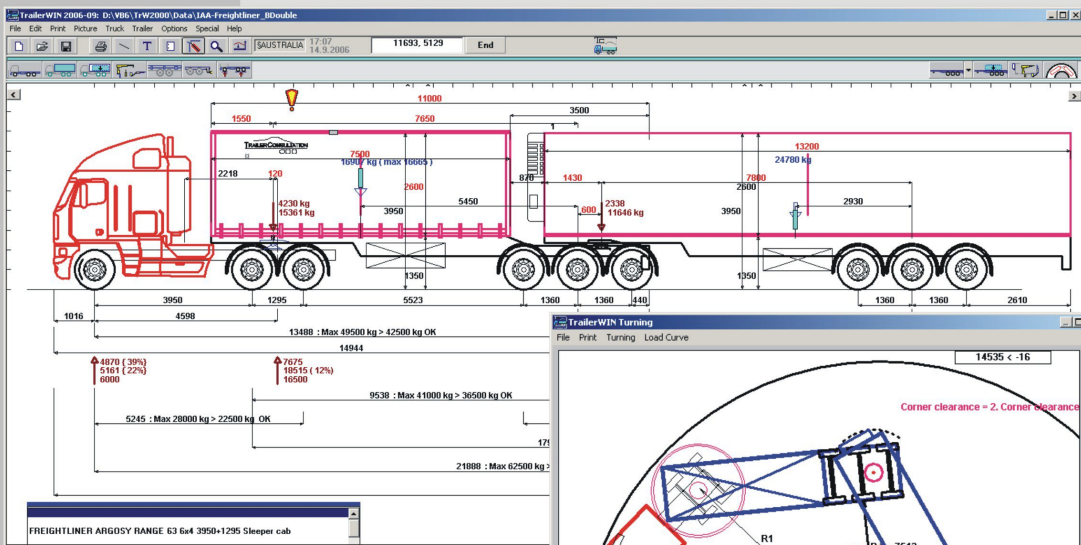 TrailerWIN 2006-09: D:\VB6\TrW2000\Data\IAA-Freightliner_BDouble
File Edit Print Picture Truck Trailer Options Special Help
$AUSTRALIA 17:07 14.9.2006 11693, 5129 End
11000
3500
1550 7650
1
TRAILERCONSULTATION
13200
7500
16907 kg ( max 16665 )
24780 kg
2218 120 2600 870 1430 7800
2600
4230 kg
15361 kg
3950 5450 600 2338
11646 kg
3950 2930
1350 1350
3950 1295 5523 1360 1360 440 1360 1360 2610
1016 4598
13488 : Max 49500 kg > 42500 kg OK
14944
4870 ( 39%)
5161 ( 22%)
6000
7675
18515 ( 12%)
16500
9538 : Max 41000 kg > 36500 kg OK
5245 : Max 28000 kg > 22500 kg OK
21888 : Max 62500 kg >
FREIGHTLINER ARGOSY RANGE 63 6x4 3950+1295 Sleeper cab
TrailerWIN Turning
File Print Turning Load Curve
14535 < -16
Corner clearance = 2. Corner clearance
R1